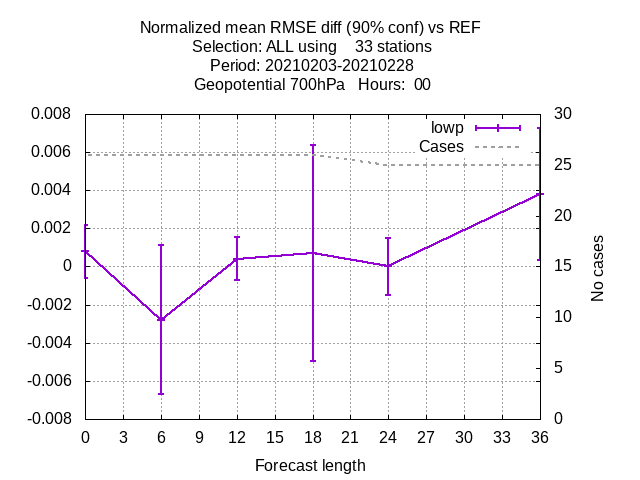 Normalized mean RMSE diff (90% conf) vs REF
Selection: ALL using    33 stations
Period: 20210203-20210228
Geopotential 700hPa   Hours:  00
0.008
0.006
0.004
0.002
0
-0.002
-0.004
-0.006
-0.008
30
25
20
15
10
5
0
lowp
Cases
No cases
0 3 6 9 12 15 18 21 24 27 30 33 36
Forecast length